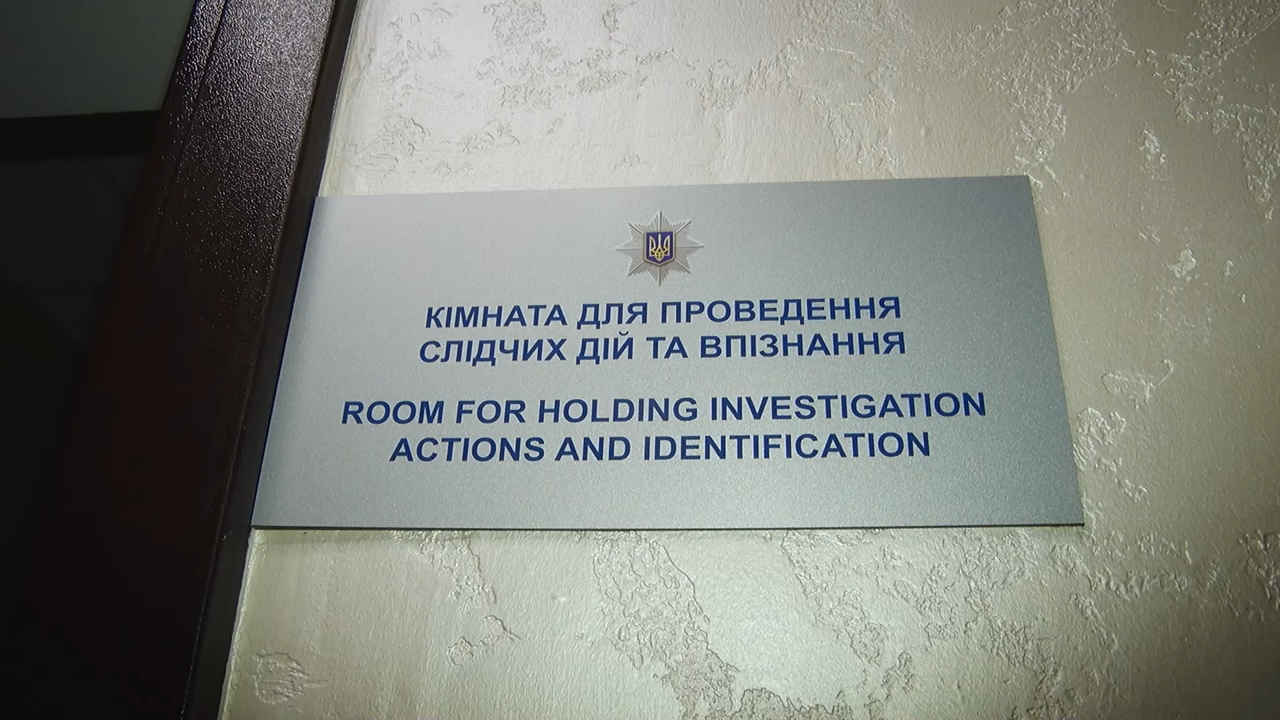 КІМНАТА ДЛЯ ПРОВЕДЕННЯ
СЛІДЧИХ ДІЙ ТА ВПІЗНАННЯ
ROOM FOR HOLDING INVESTIGATION
ACTIONS AND IDENTIFICATION